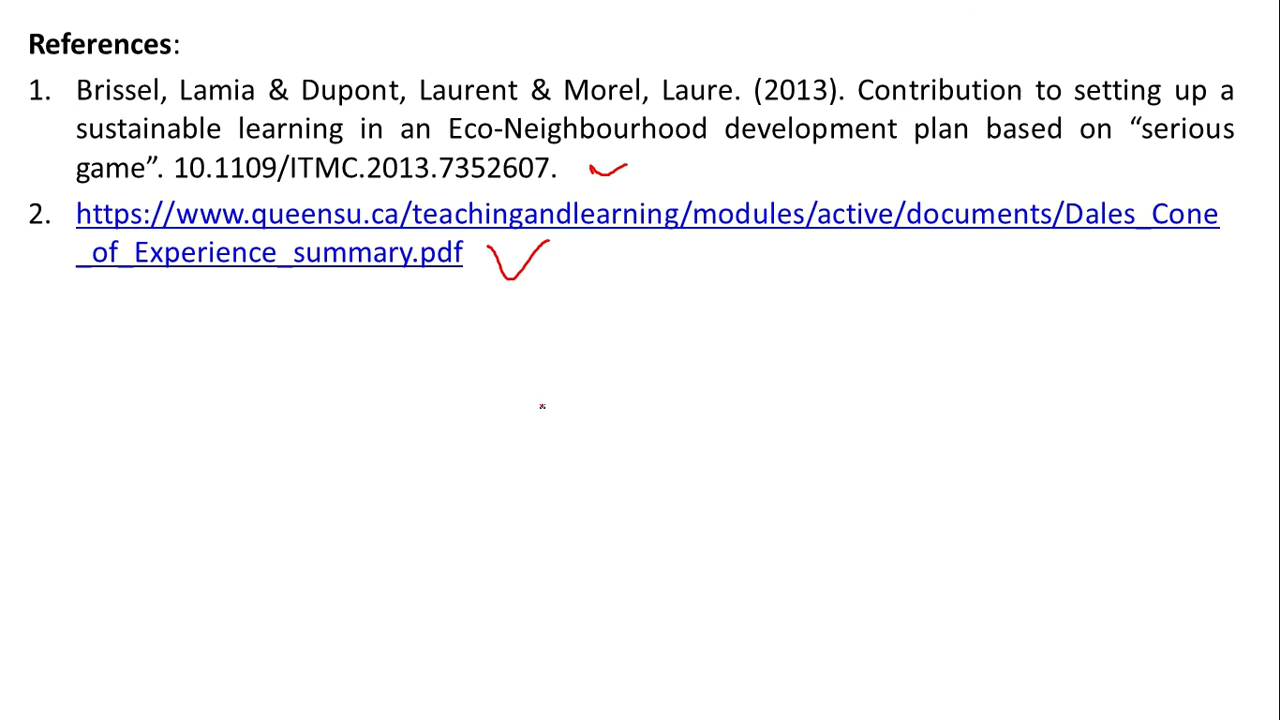 References:
1. Brissel, Lamia & Dupont, Laurent & Morel, Laure. (2013). Contribution to setting up a
sustainable learning in an Eco-Neighbourhood development plan based on “serious
game”. 10.1109/ITMC.2013.7352607.
2. https://www.queensu.ca/teachingandlearning/modules/active/documents/Dales_Cone
_of_Experience_summary.pdf